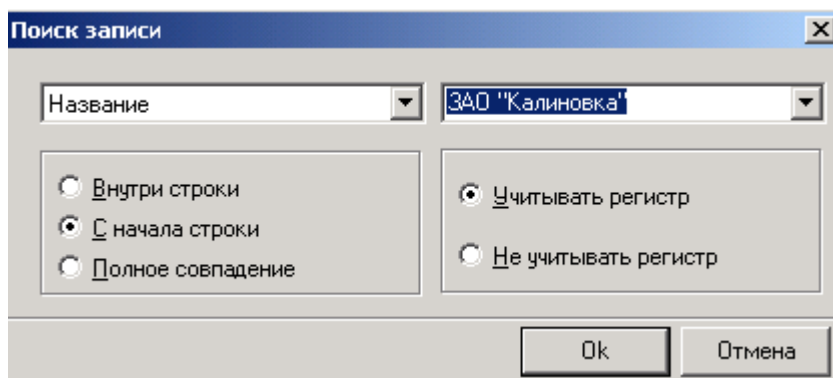 Поиск записи
Название
ЗАО "Калиновка"
Внутри строки
С начала строки
Полное совпадение
Учитывать регистр
Не учитывать регистр
Ok
Отмена